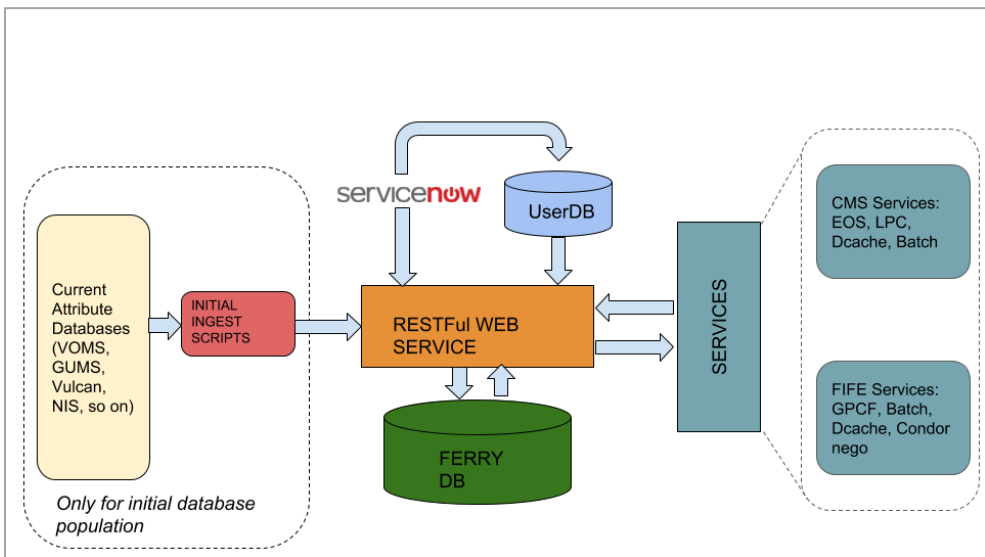 servicenow
UserDB
CMS Services:
EOS, LPC,
Dcache, Batch
Current
Attribute
Databases
(VOMS,
GUMS,
Vulcan,
NIS, so on)
INITIAL
INGEST
SCRIPTS
RESTFul WEB
SERVICE
SERVICES
FIFE Services:
GPCF, Batch,
Dcache, Condor
nego
FERRY
DB
Only for initial database
population